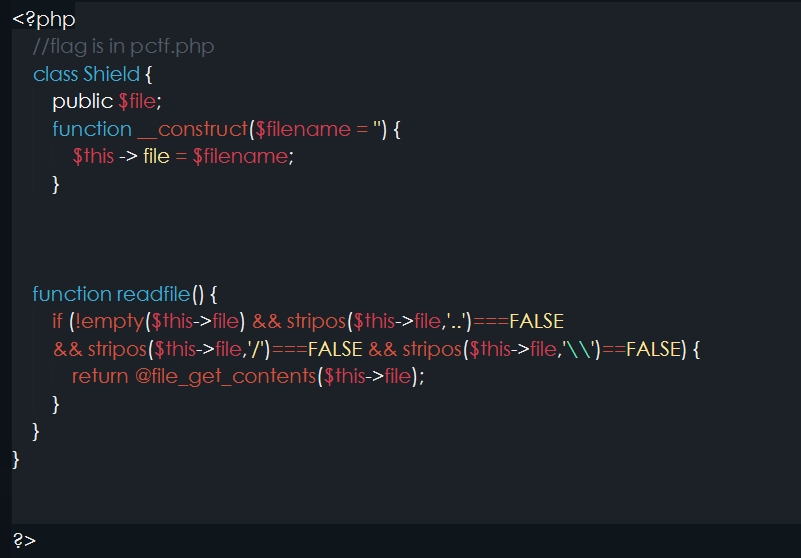 <?php
//flag is in pctf.php
class Shield {
public $file;
function __construct($filename = '') {
$this -> file = $filename;
}
function readfile() {
if (!empty($this->file) && stripos($this->file,'..')===FALSE
&& stripos($this->file,'/')===FALSE && stripos($this->file,'\\')==FALSE) {
return @file_get_contents($this->file);
}
}
}
?>